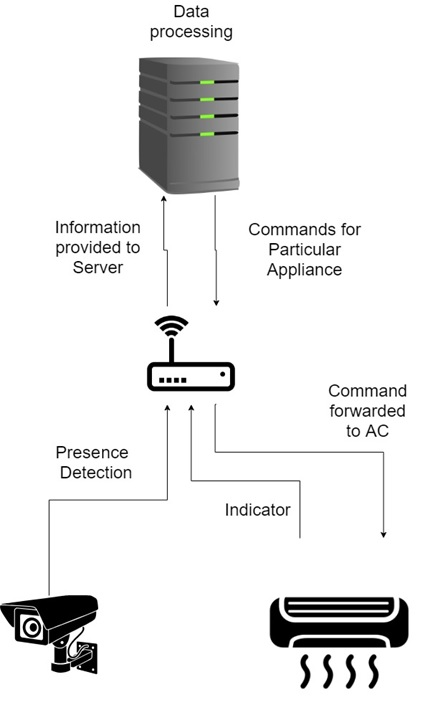 Data
processing
Information
provided to
Server
Commands for
Particular
Appliance
Command
forwarded
to AC
Presence
Detection
Indicator